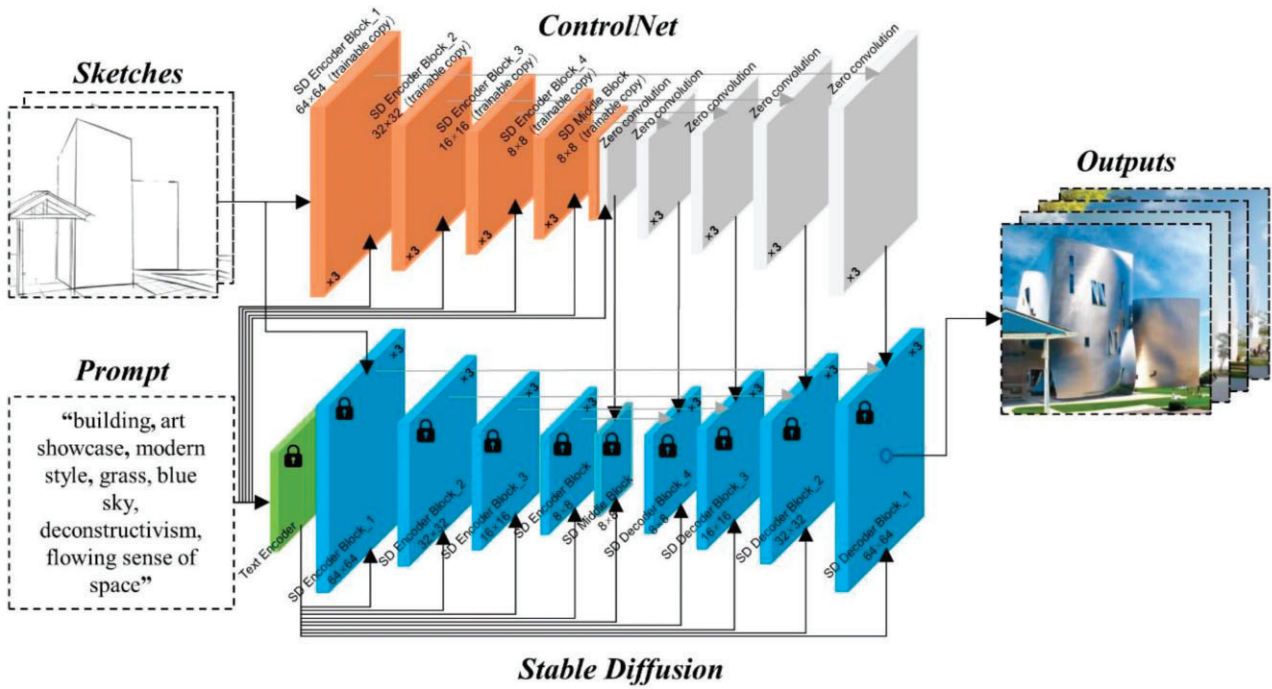 ControlNet
Sketches
SD Encoder Block_1
64×64 (trainable copy)
SD Encoder Block_2
32×32 (trainable copy)
SD Encoder Block_3
16×16 (trainable copy)
SD Encoder Block_4
8×8 (trainable copy)
SD Middle Block
8×8 (trainable copy)
Zero convolution
Zero convolution
Zero convolution
Zero convolution
Zero convolution
×3
×3
×3
×3
×3
×3
×3
×3
Outputs
Prompt
“building, art
showcase, modern
style, grass, blue
sky,
deconstructivism,
flowing sense of
space”
×3
×3
×3
×3
×3
×3
×3
×3
Text Encoder
SD Encoder Block_1
64×64
SD Encoder Block_2
32×32
SD Encoder Block_3
16×16
SD Encoder Block
8×8
SD Middle Block
8×8
SD Decoder Block_4
8×8
SD Decoder Block_3
16×16
SD Decoder Block_2
32×32
SD Decoder Block_1
64×64
Stable Diffusion